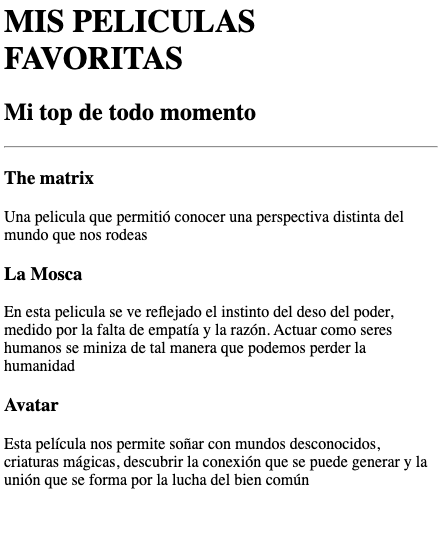 MIS PELICULAS
FAVORITAS
Mi top de todo momento
The matrix
Una pelicula que permitió conocer una perspectiva distinta del
mundo que nos rodeas
La Mosca
En esta pelicula se ve reflejado el instinto del deso del poder,
medido por la falta de empatía y la razón. Actuar como seres
humanos se miniza de tal manera que podemos perder la
humanidad
Avatar
Esta película nos permite soñar con mundos desconocidos,
criaturas mágicas, descubrir la conexión que se puede generar y la
unión que se forma por la lucha del bien común